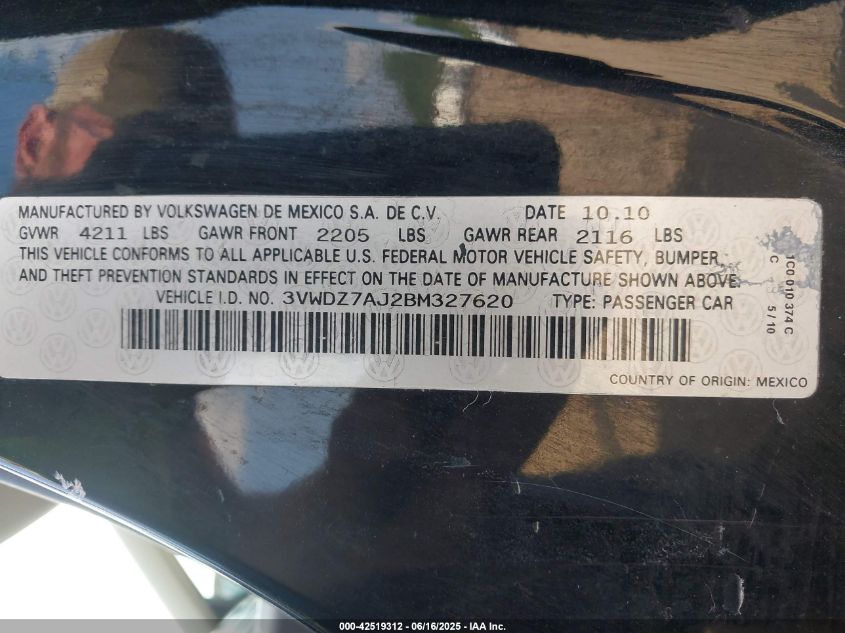 MANUFACTURED BY VOLKSWAGEN DE MEXICO S.A. DE C.V. DATE 10.10
GVWR 4211 LBS GAWR FRONT 2205 LBS GAWR REAR 2116 LBS
THIS VEHICLE CONFORMS TO ALL APPLICABLE U.S. FEDERAL MOTOR VEHICLE SAFETY, BUMPER,
AND THEFT PREVENTION STANDARDS IN EFFECT ON THE DATE OF MANUFACTURE SHOWN ABOVE:
VEHICLE I.D. NO. 3VWDZ7AJ2BM327620 TYPE: PASSENGER CAR
COUNTRY OF ORIGIN: MEXICO
1C0 010 374 C
C 5/10
000-42519312 - 06/16/2025 - IAA Inc.